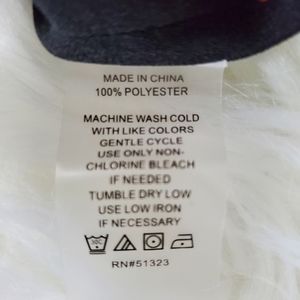 MADE IN CHINA
100% POLYESTER
MACHINE WASH COLD
WITH LIKE COLORS
GENTLE CYCLE
USE ONLY NON-
CHLORINE BLEACH
IF NEEDED
TUMBLE DRY LOW
USE LOW IRON
IF NECESSARY
RN#51323